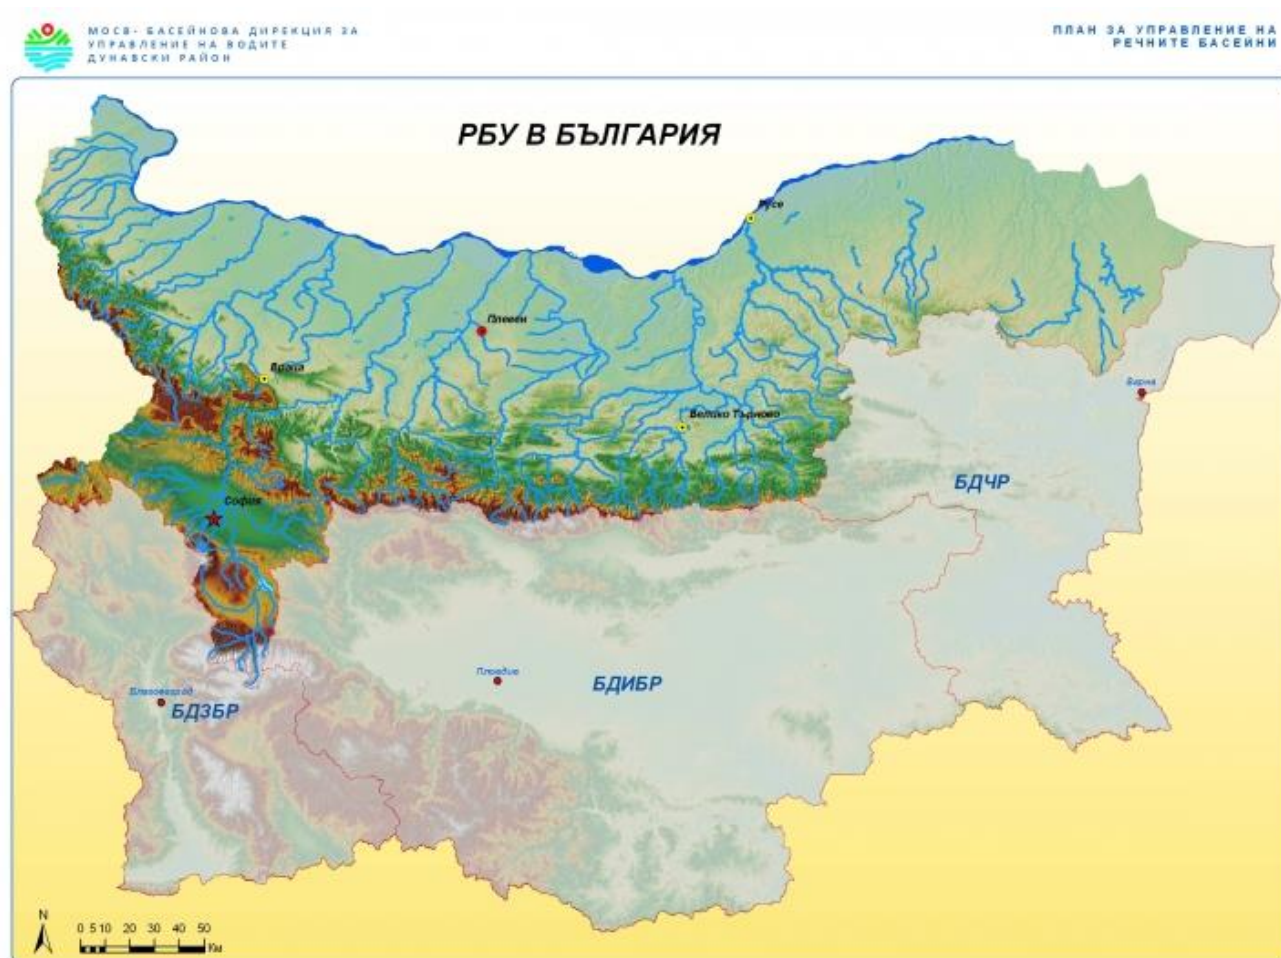 МОСВ- БАСЕЙНОВА ДИРЕКЦИЯ ЗА
УПРАВЛЕНИЕ НА ВОДИТЕ
ДУНАВСКИ РАЙОН
ПЛАН ЗА УПРАВЛЕНИЕ НА
РЕЧНИТЕ БАСЕЙНИ
РБУ В БЪЛГАРИЯ
Русе
Плевен
Враца
Варна
Велико Търново
БДЧР
София
Пловдив
БДИБР
Благоевград
БДЗБР
N
0 5 10 20 30 40 50
Км